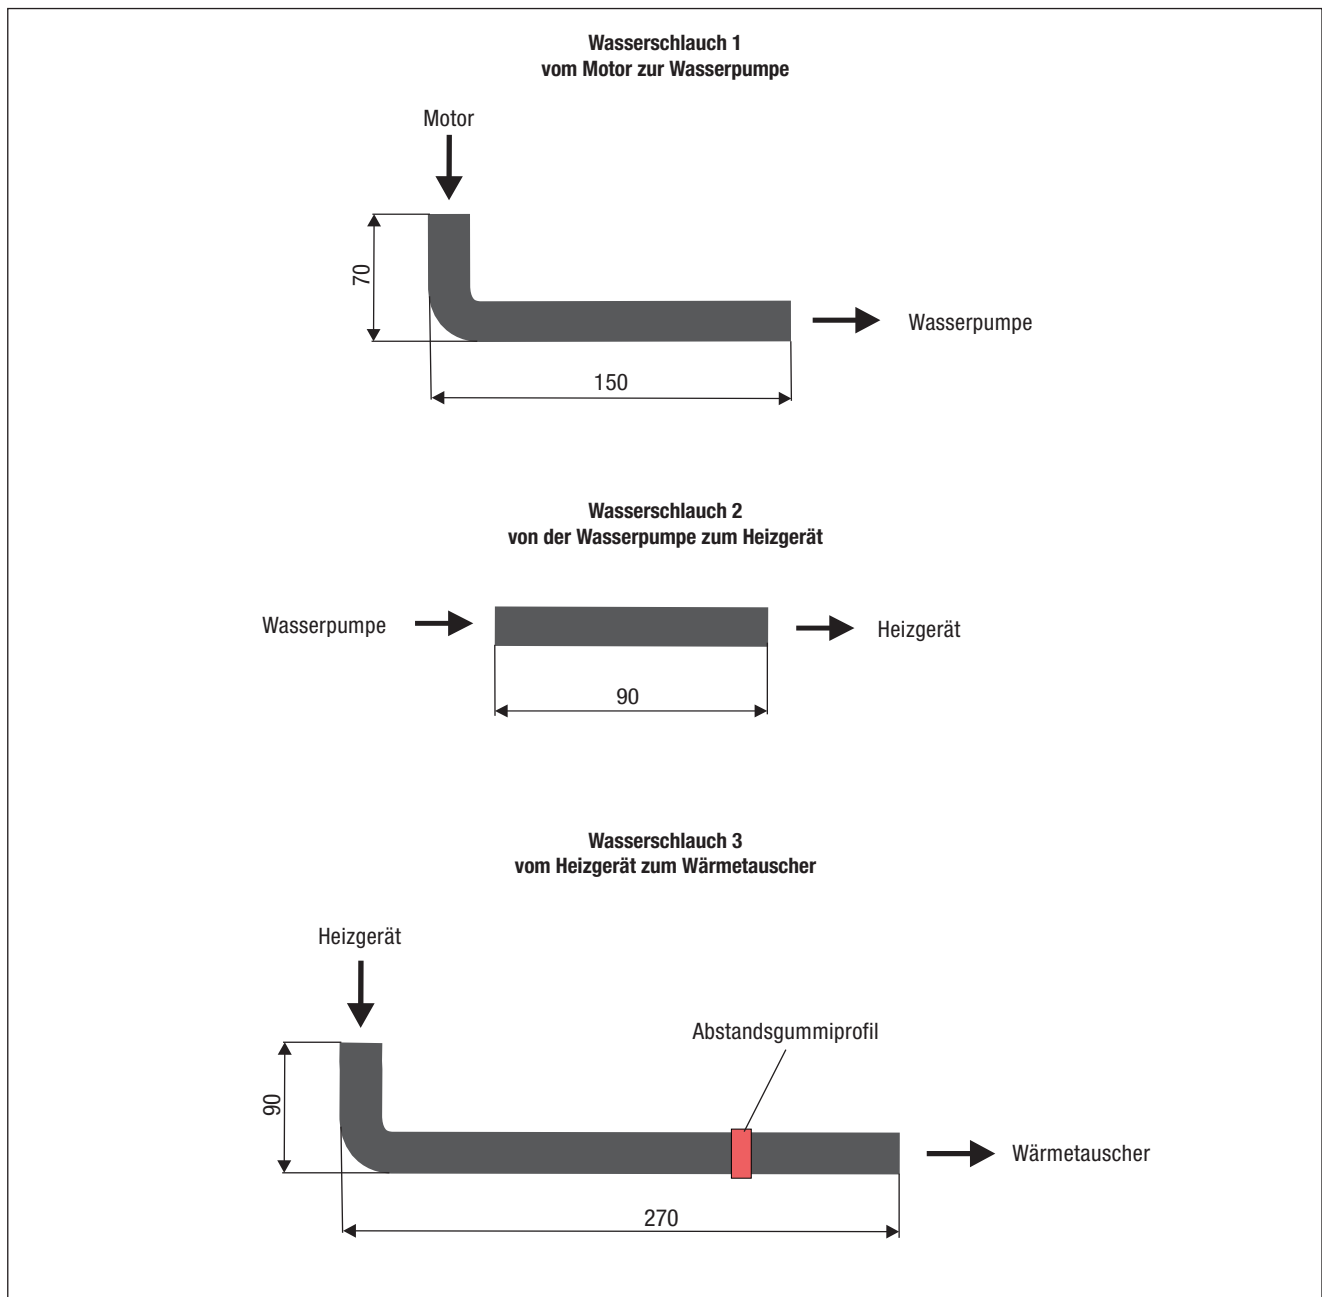 Wasserschlauch 1
vom Motor zur Wasserpumpe
Motor
70
Wasserpumpe
150
Wasserschlauch 2
von der Wasserpumpe zum Heizgerät
Wasserpumpe
Heizgerät
90
Wasserschlauch 3
vom Heizgerät zum Wärmetauscher
Heizgerät
Abstandsgummiprofil
90
Wärmetauscher
270